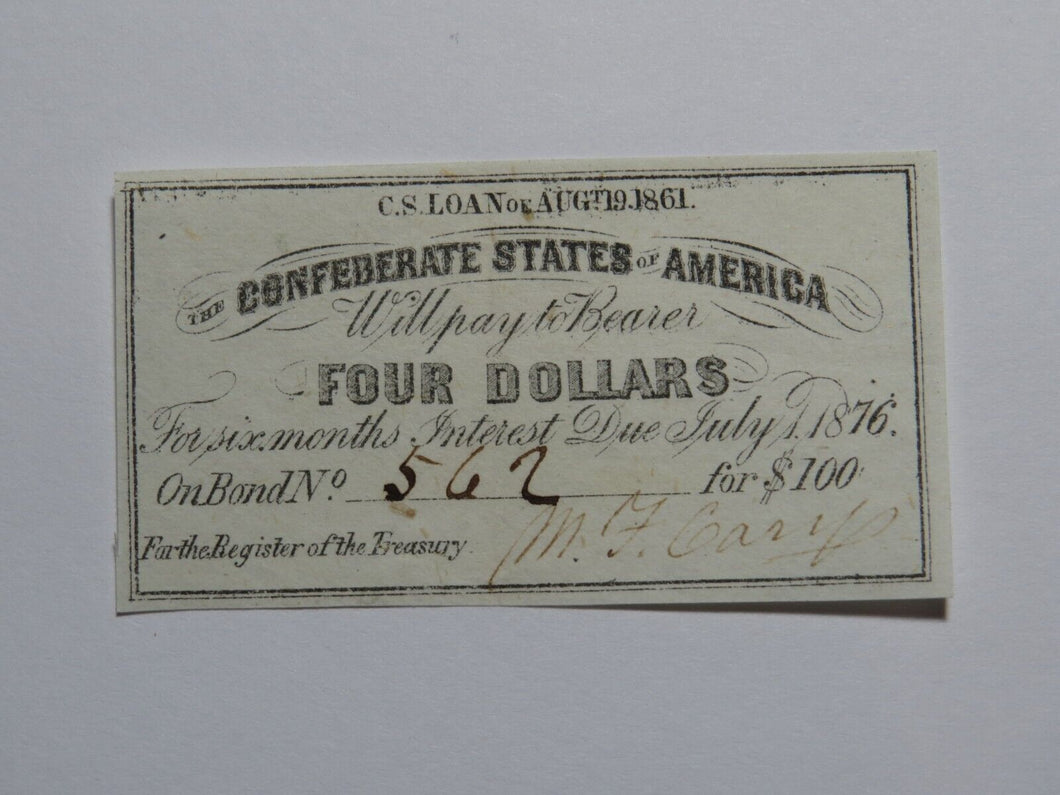 C.S. LOAN OF AUGT 19. 1861.
THE CONFEDERATE STATES OF AMERICA
Will pay to Bearer
FOUR DOLLARS
For six months Interest Due July 1, 1876.
On Bond No. 562 for $100
For the Register of the Treasury. M. F. Cary